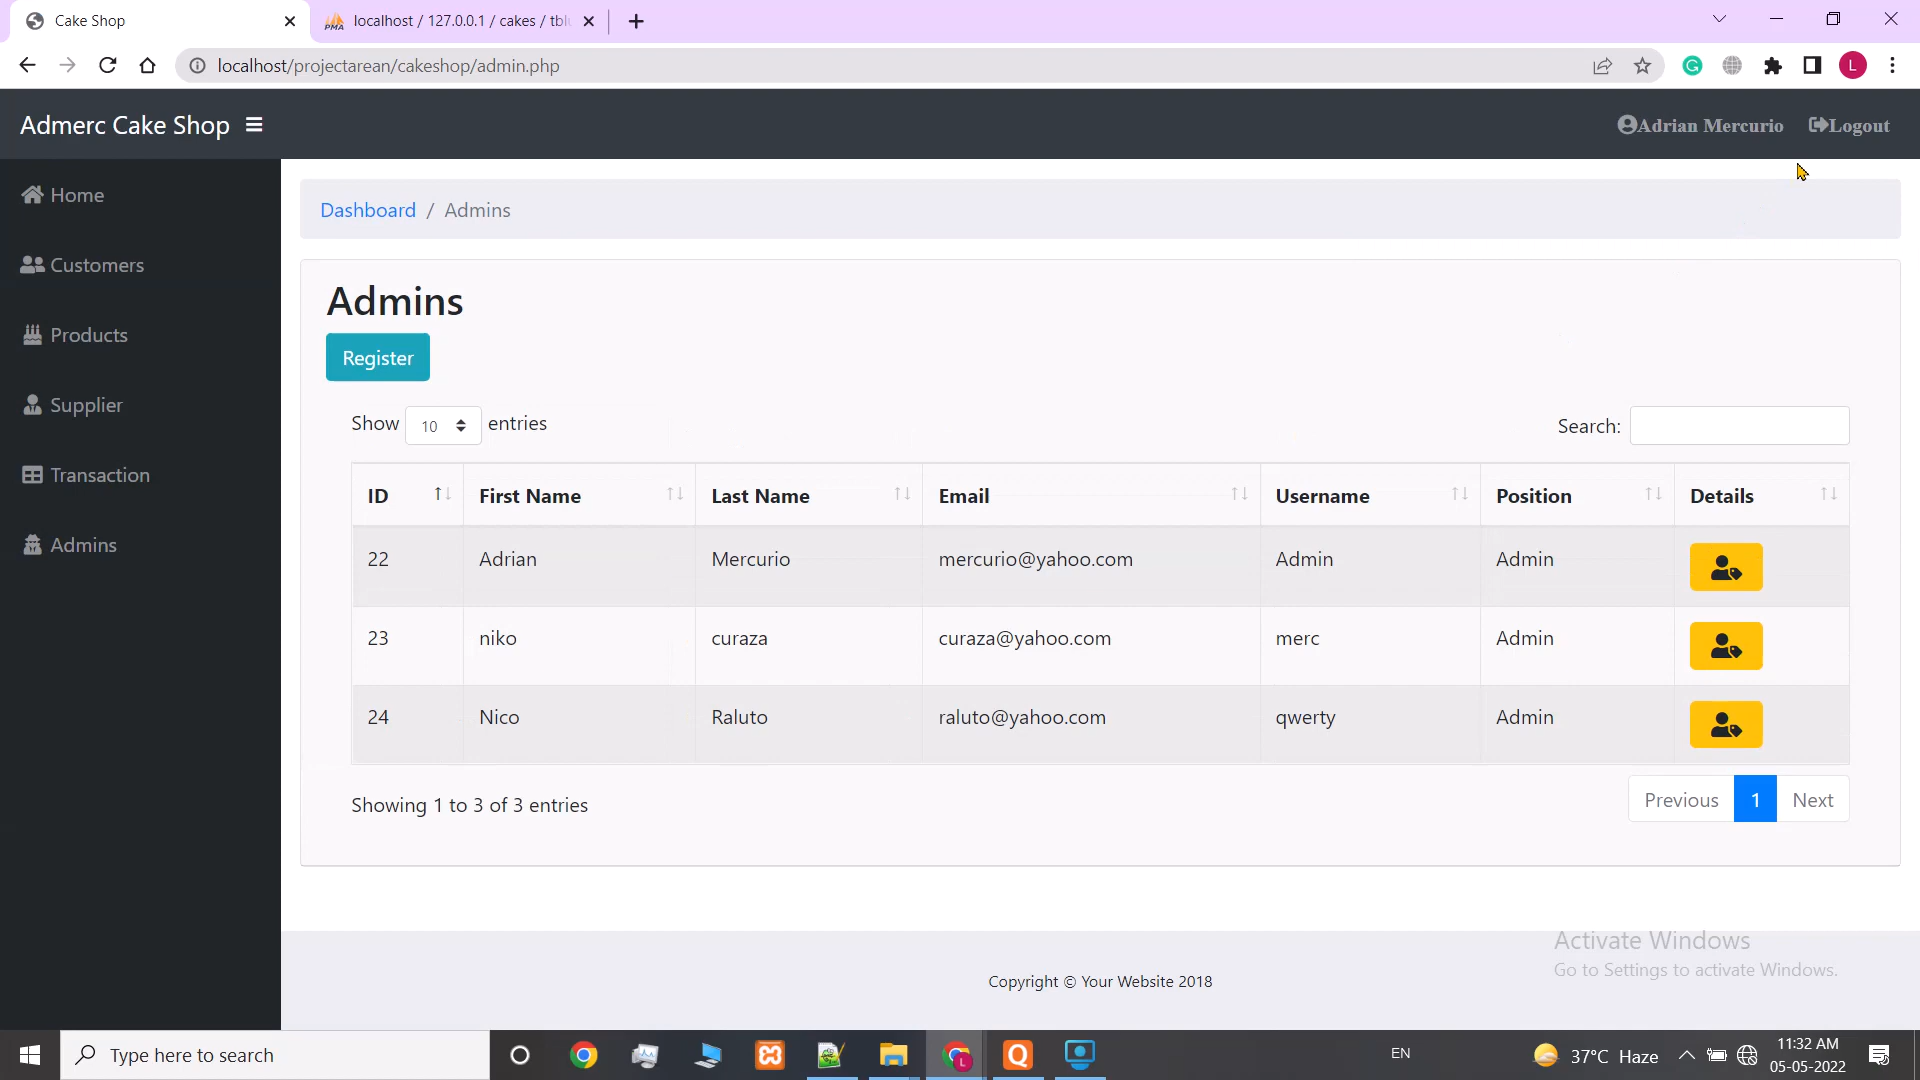 Cake Shop
localhost / 127.0.0.1 / cakes / tbl
localhost/projectarean/cakeshop/admin.php
L
Admerc Cake Shop
Adrian Mercurio
Logout
Home
Customers
Products
Supplier
Transaction
Admins
Dashboard / Admins
Admins
Register
Show 10 entries
Search:
ID First Name Last Name Email Username Position Details
22 Adrian Mercurio mercurio@yahoo.com Admin Admin
23 niko curaza curaza@yahoo.com merc Admin
24 Nico Raluto raluto@yahoo.com qwerty Admin
Showing 1 to 3 of 3 entries
Previous 1 Next
Activate Windows
Go to Settings to activate Windows.
Copyright © Your Website 2018
Type here to search
EN
37°C Haze
11:32 AM
05-05-2022